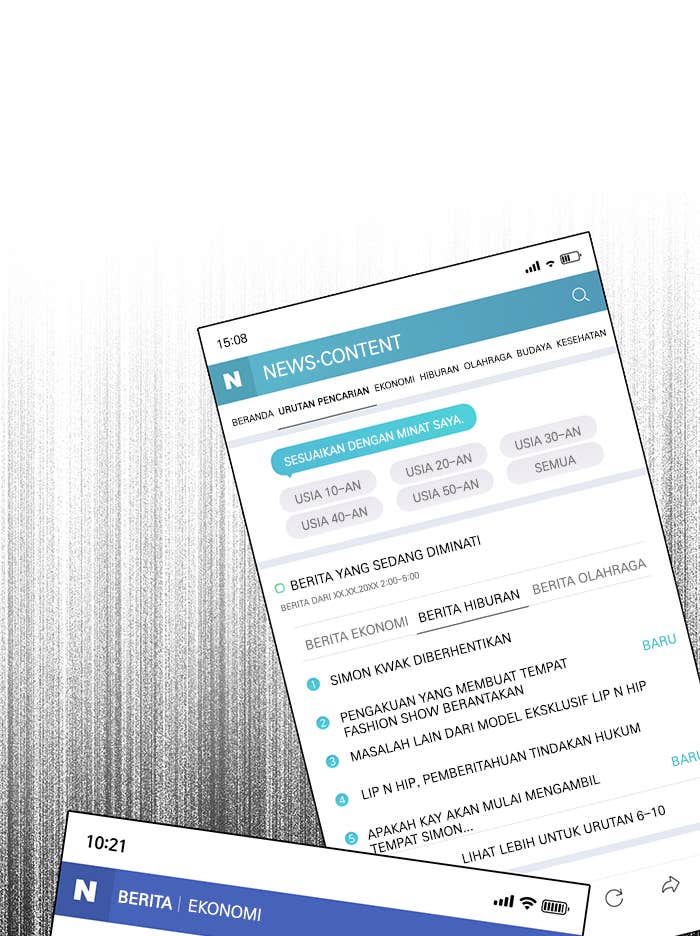 15:08
N NEWS·CONTENT
BERANDA URUTAN PENCARIAN EKONOMI HIBURAN OLAHRAGA BUDAYA KESEHATAN
SESUAIKAN DENGAN MINAT SAYA.
USIA 10-AN USIA 20-AN USIA 30-AN
USIA 40-AN USIA 50-AN SEMUA
BERITA YANG SEDANG DIMINATI
BERITA DARI XX.XX.20XX 2:00-5:00
BERITA EKONOMI BERITA HIBURAN BERITA OLAHRAGA
1 SIMON KWAK DIBERHENTIKAN
2 PENGAKUAN YANG MEMBUAT TEMPAT BARU
FASHION SHOW BERANTAKAN
3 MASALAH LAIN DARI MODEL EKSKLUSIF LIP N HIP
4 LIP N HIP, PEMBERITAHUAN TINDAKAN HUKUM
5 APAKAH KAY AKAN MULAI MENGAMBIL BARU
TEMPAT SIMON...
LIHAT LEBIH UNTUK URUTAN 6-10
10:21
N BERITA | EKONOMI